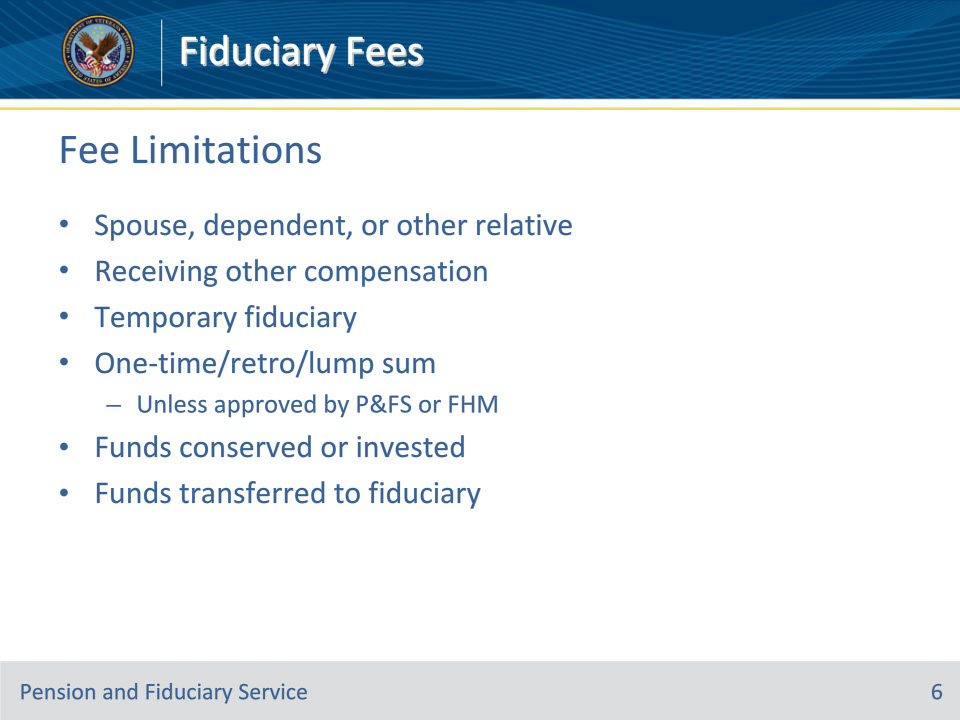 Fiduciary Fees
Fee Limitations
• Spouse, dependent, or other relative
• Receiving other compensation
• Temporary fiduciary
• One-time/retro/lump sum
– Unless approved by P&FS or FHM
• Funds conserved or invested
• Funds transferred to fiduciary
Pension and Fiduciary Service
6